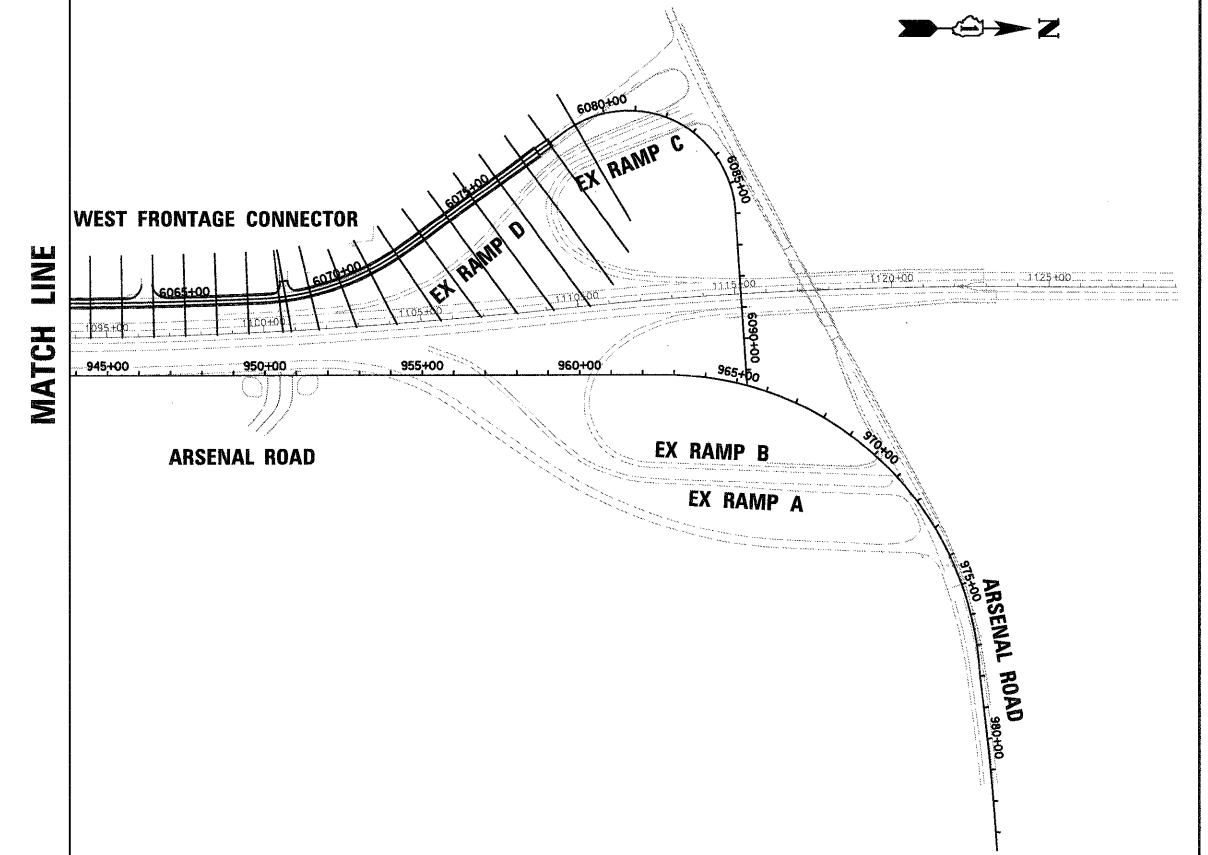 N
1
6080+00
EX RAMP C
6085+00
6075+00
WEST FRONTAGE CONNECTOR
EX RAMP D
6070+00
6065+00
MATCH LINE
1095+00
1100+00
1105+00
1110+00
1115+00
1120+00
1125+00
6090+00
945+00
950+00
955+00
960+00
965+00
970+00
ARSENAL ROAD
EX RAMP B
EX RAMP A
975+00
ARSENAL ROAD
980+00